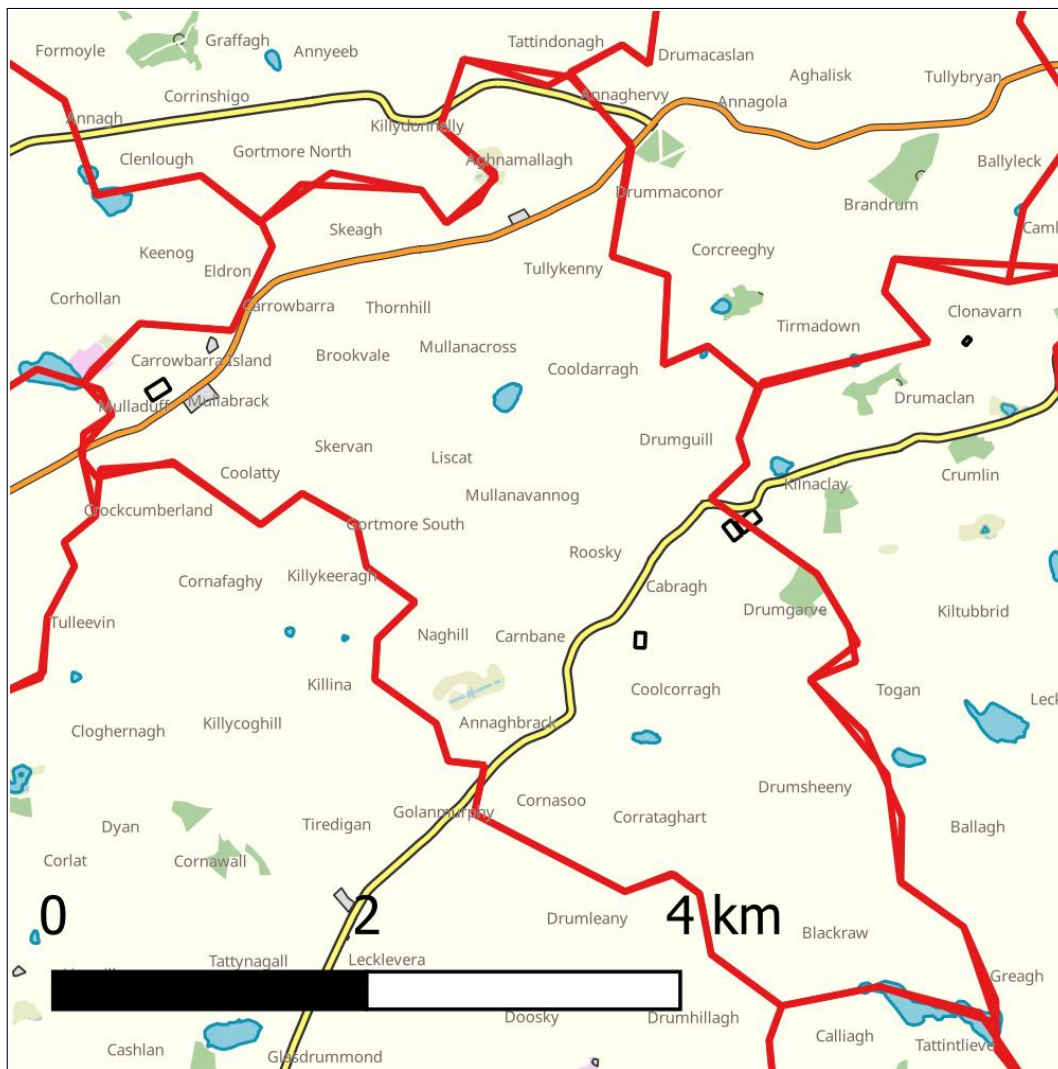 Formoyle
Graffagh
Annyeeb
Tattindonagh
Drumacaslan
Aghalisk
Tullybryan
Corrinshigo
Annaghervy
Annagola
Annagh
Killydonnelly
Clenlough
Gortmore North
Aghnamallagh
Ballyleck
Drummaconor
Brandrum
Skeagh
Keenog
Corcreeghy
Eldron
Tullykenny
Corhollan
Carrowbarra
Thornhill
Clonavarn
Tirmadown
Mullanacross
Carrowbarra Island
Brookvale
Cooldarragh
Drumaclan
Mulladuff
Mullabrack
Drumguill
Skervan
Liscat
Coolatty
Crumlin
Kilnaclay
Mullanavannog
Crockcumberland
Gortmore South
Roosky
Cornafaghy
Killykeeragh
Cabragh
Drumgarve
Kiltubbrid
Tulleevin
Naghill
Carnbane
Killina
Coolcorragh
Togan
Killycoghill
Annaghbrack
Cloghernagh
Drumsheeny
Cornasoo
Golanmurphy
Corrataghart
Tiredigan
Dyan
Ballagh
Corlat
Cornawall
0 2 4 km
Drumleany
Blackraw
Tattynagall
Lecklevera
Greagh
Doosky
Drumhillagh
Calliagh
Tattintlieve
Cashlan
Glasdrummond